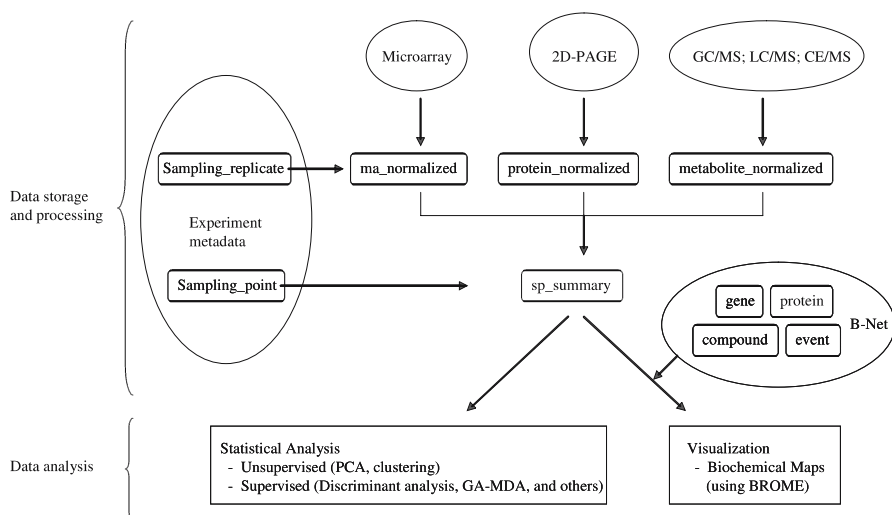 Microarray
2D-PAGE
GC/MS; LC/MS; CE/MS
Sampling_replicate
ma_normalized
protein_normalized
metabolite_normalized
Data storage
and processing
Experiment
metadata
Sampling_point
sp_summary
gene
protein
B-Net
compound
event
Data analysis
Statistical Analysis
- Unsupervised (PCA, clustering)
- Supervised (Discriminant analysis, GA-MDA, and others)
Visualization
- Biochemical Maps
(using BROME)